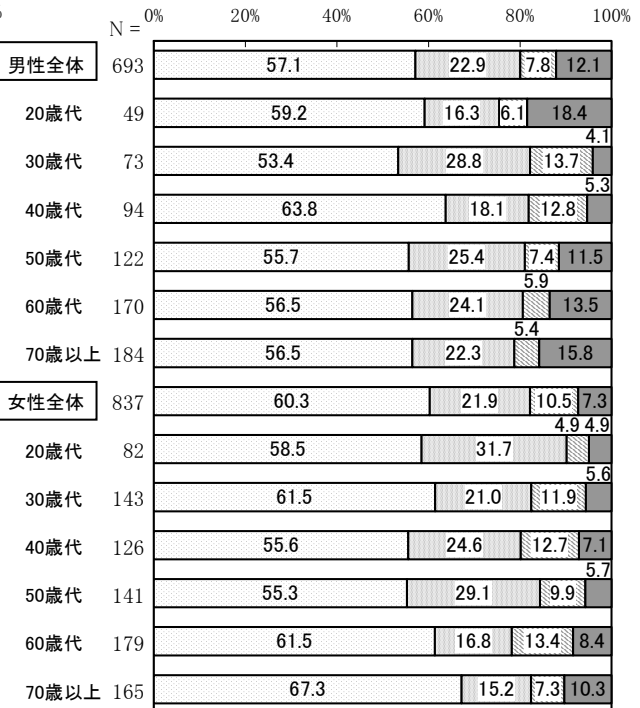 0% 20% 40% 60% 80% 100%
N =
男性全体 693 57.1 22.9 7.8 12.1
20歳代 49 59.2 16.3 6.1 18.4
4.1
30歳代 73 53.4 28.8 13.7
5.3
40歳代 94 63.8 18.1 12.8
50歳代 122 55.7 25.4 7.4 11.5
5.9
60歳代 170 56.5 24.1 13.5
5.4
70歳以上 184 56.5 22.3 15.8
女性全体 837 60.3 21.9 10.5 7.3
4.9 4.9
20歳代 82 58.5 31.7
5.6
30歳代 143 61.5 21.0 11.9
40歳代 126 55.6 24.6 12.7 7.1
5.7
50歳代 141 55.3 29.1 9.9
60歳代 179 61.5 16.8 13.4 8.4
70歳以上 165 67.3 15.2 7.3 10.3